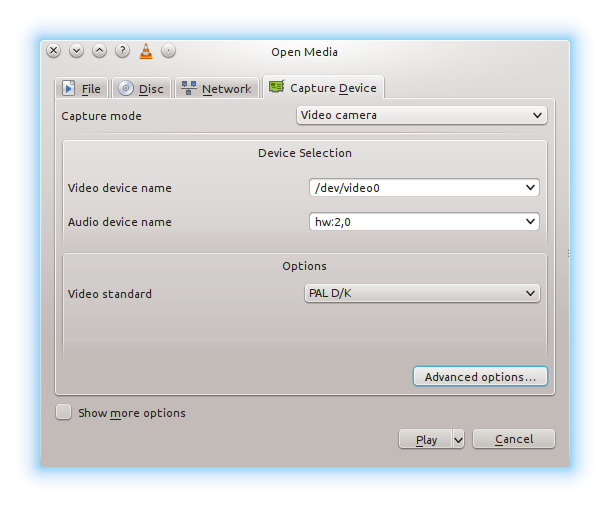 Open Media
File Disc Network Capture Device
Capture mode Video camera
Device Selection
Video device name /dev/video0
Audio device name hw:2,0
Options
Video standard PAL D/K
Advanced options...
Show more options
Play Cancel